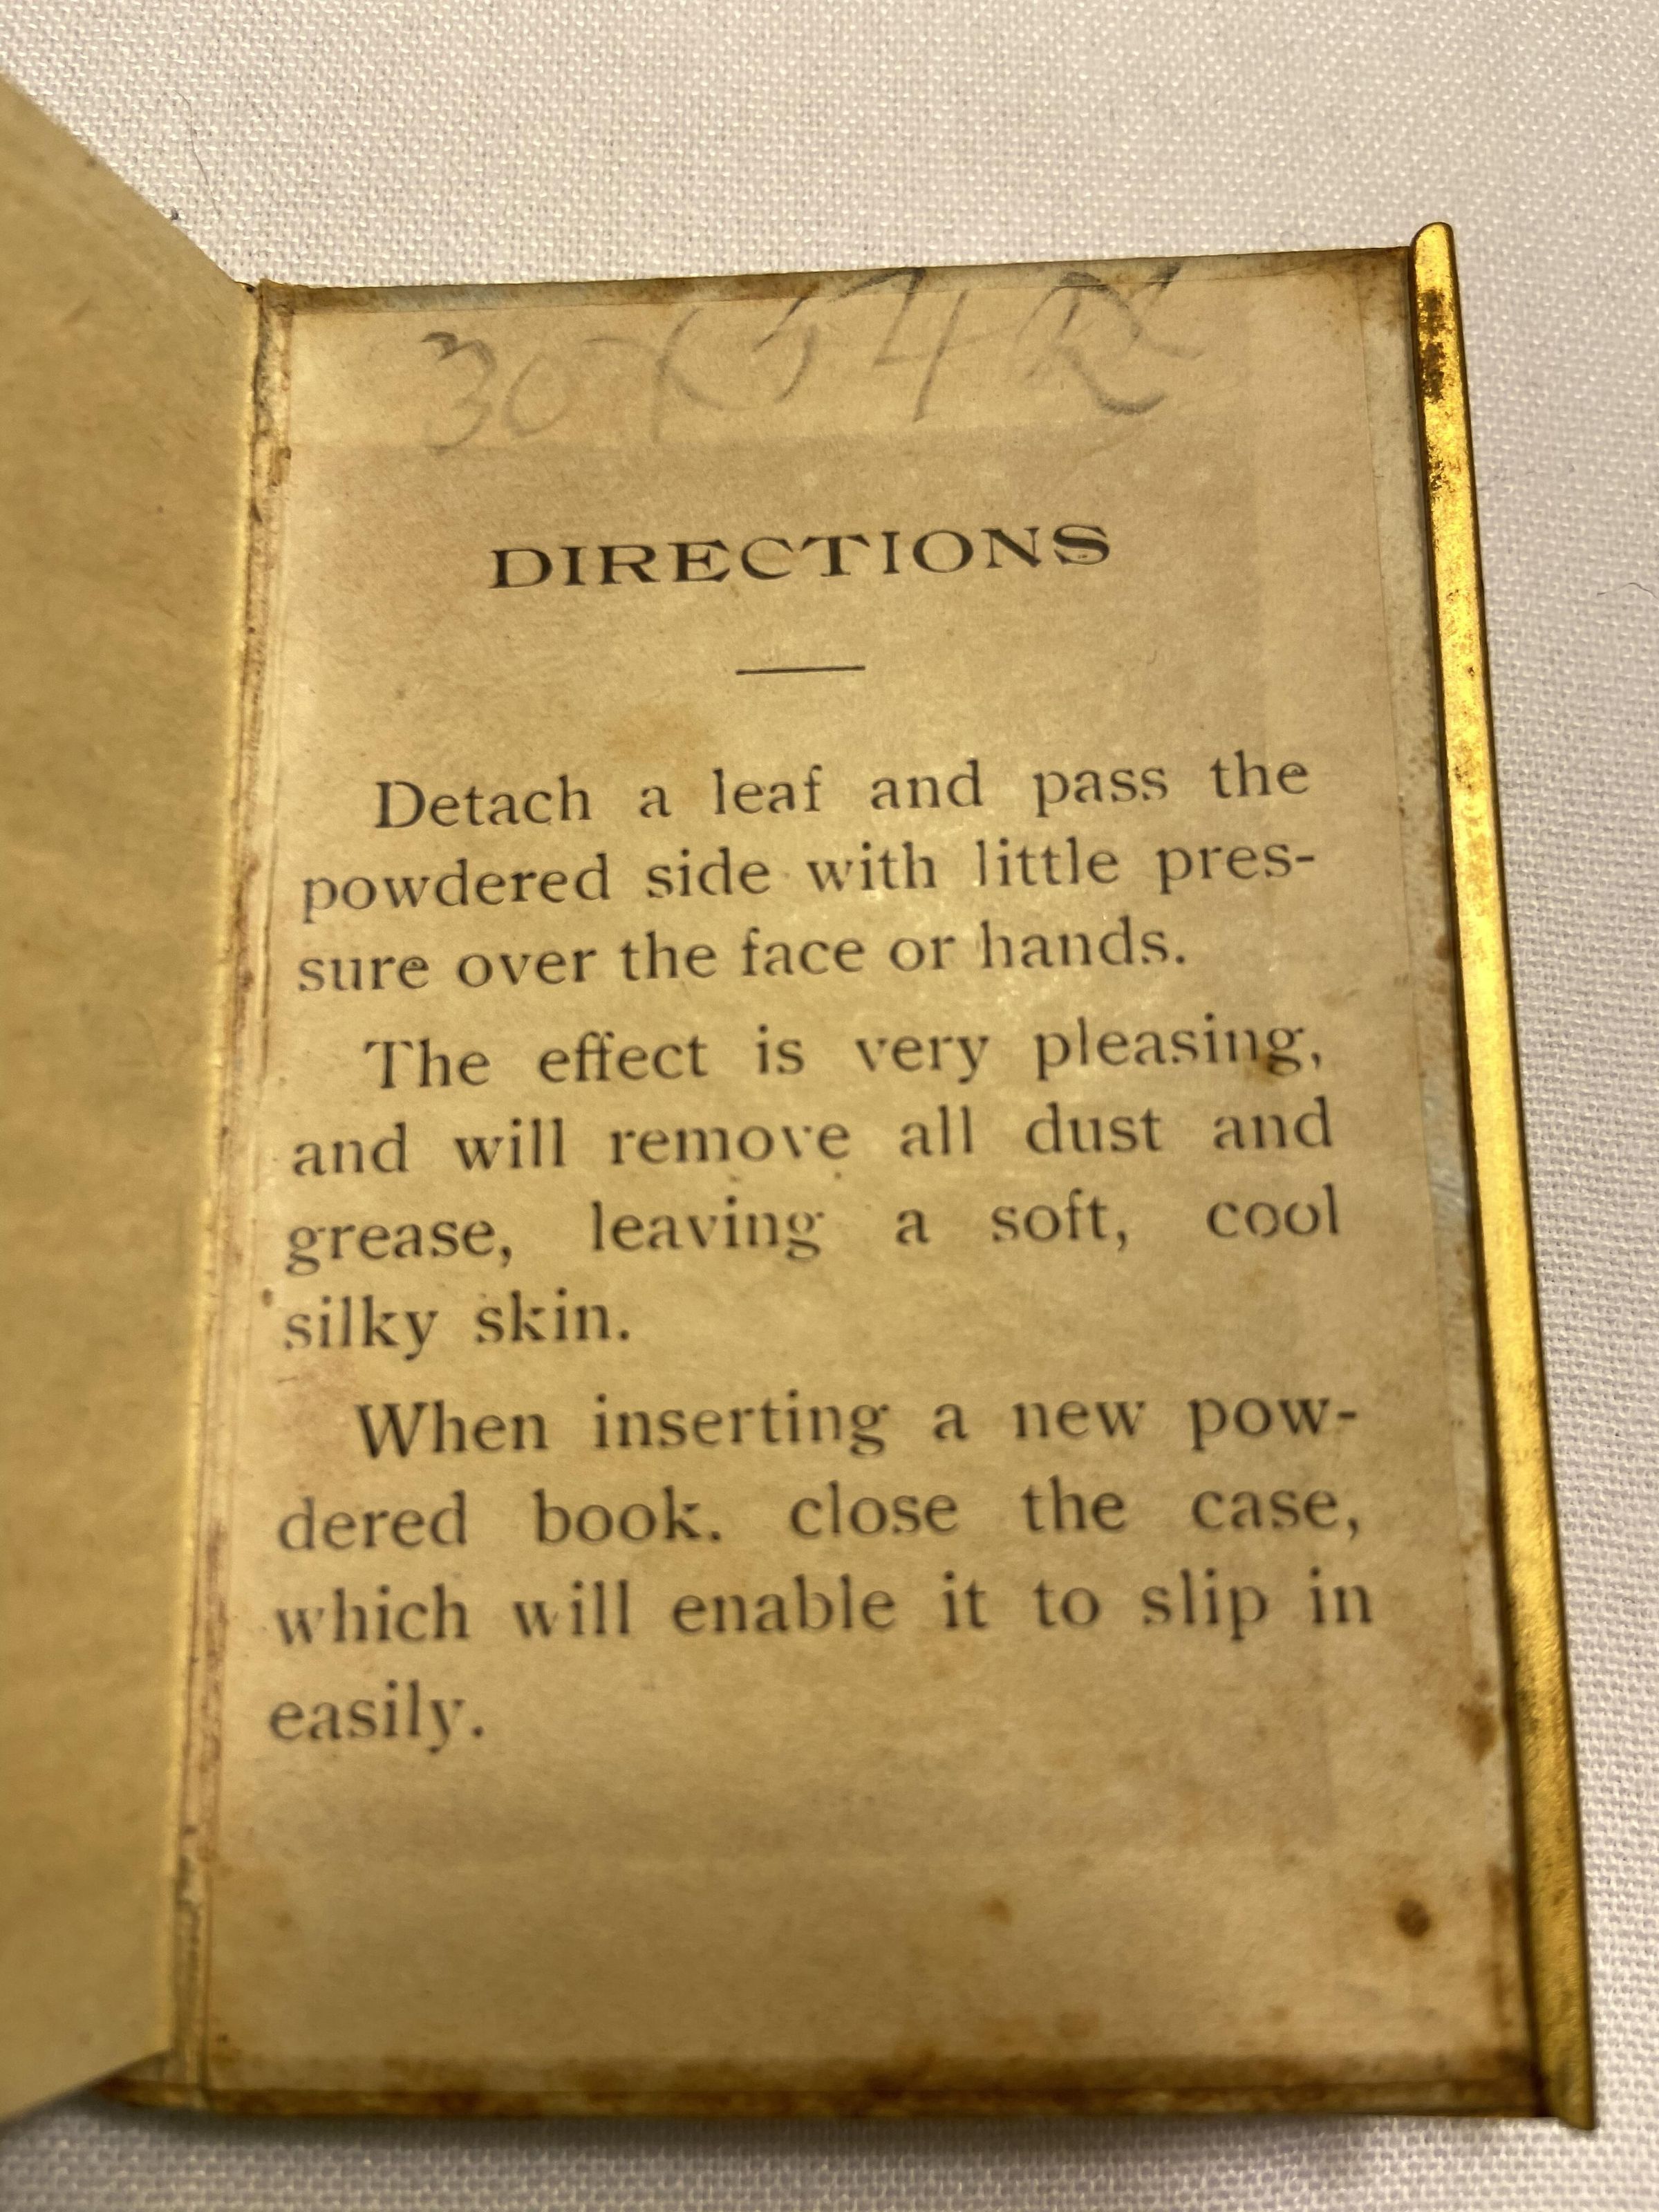 30
DIRECTIONS
Detach a leaf and pass the
powdered side with little pres-
sure over the face or hands.
The effect is very pleasing,
and will remove all dust and
grease, leaving a soft, cool
silky skin.
When inserting a new pow-
dered book. close the case,
which will enable it to slip in
easily.